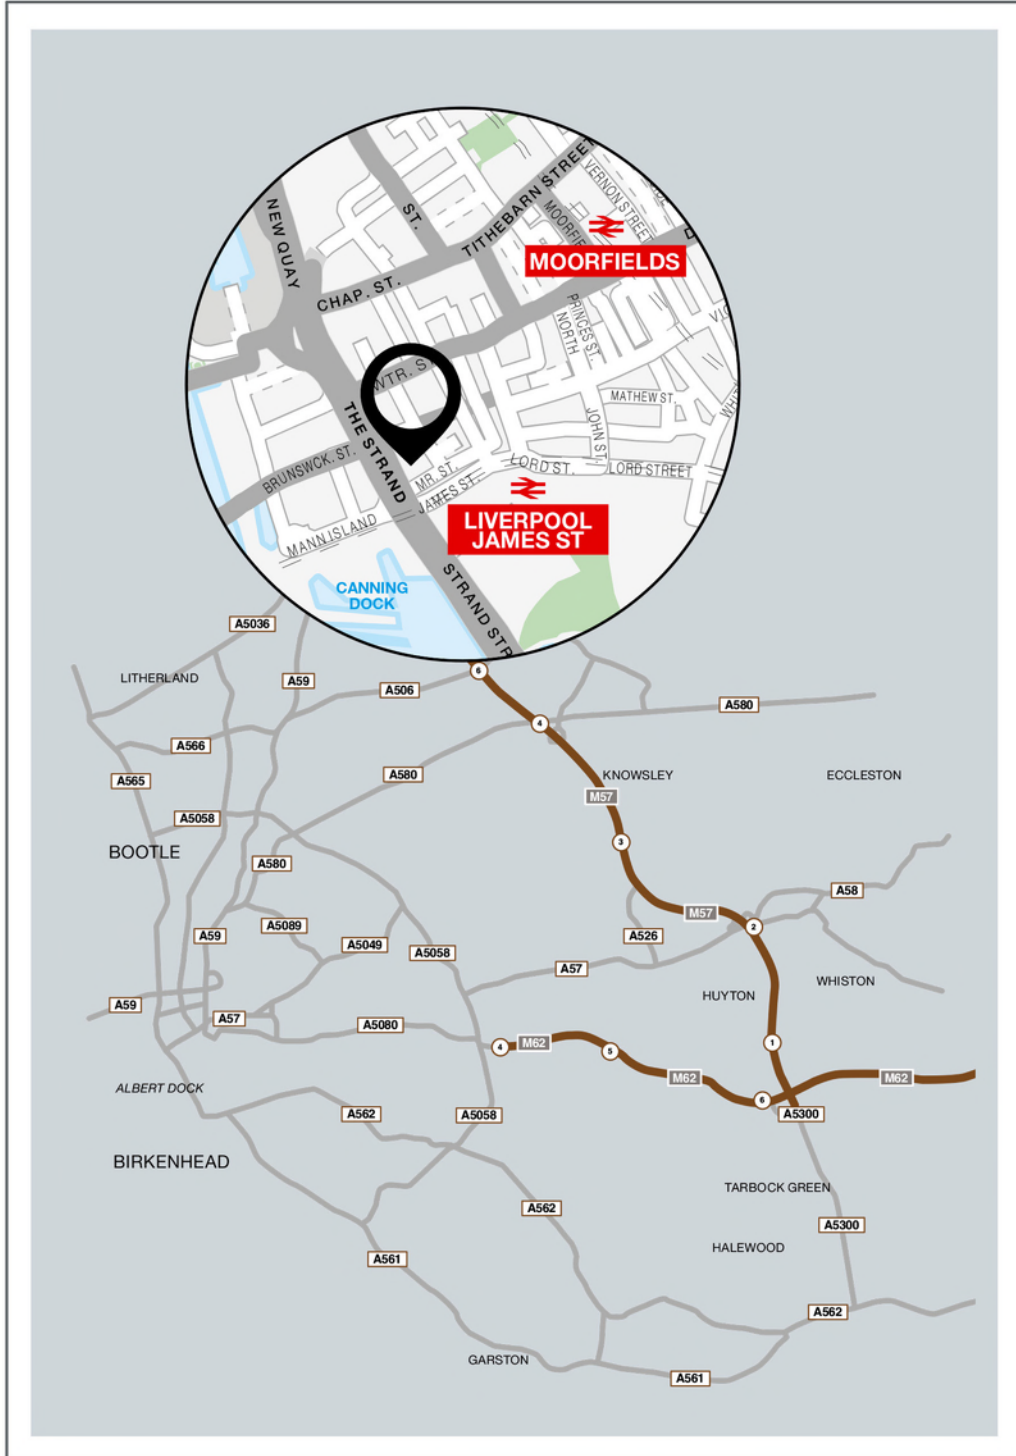 NEW QUAY
ST.
TITHEBARN STREET
VERNON STREET
MOORFIE
MOORFIELDS
CHAP. ST.
PRINCES ST.
NORTH
WTR. S
MATHEW ST.
JOHN ST.
THE STRAND
BRUNSWCK. ST.
MR. ST.
LORD ST.
LORD STREET
JAMES ST.
LIVERPOOL
JAMES ST
MANN ISLAND
CANNING
DOCK
STRAND STR
A5036
LITHERLAND
A59
A506
6
A580
4
A566
A565
A580
KNOWSLEY
ECCLESTON
M57
A5058
3
BOOTLE
A580
A58
M57
A5089
2
A59
A5049
A526
A5058
A57
WHISTON
HUYTON
A59
A57
A5080
4
M62
5
1
M62
M62
ALBERT DOCK
6
A562
A5058
A5300
BIRKENHEAD
TARBOCK GREEN
A562
A5300
HALEWOOD
A561
A562
GARSTON
A561